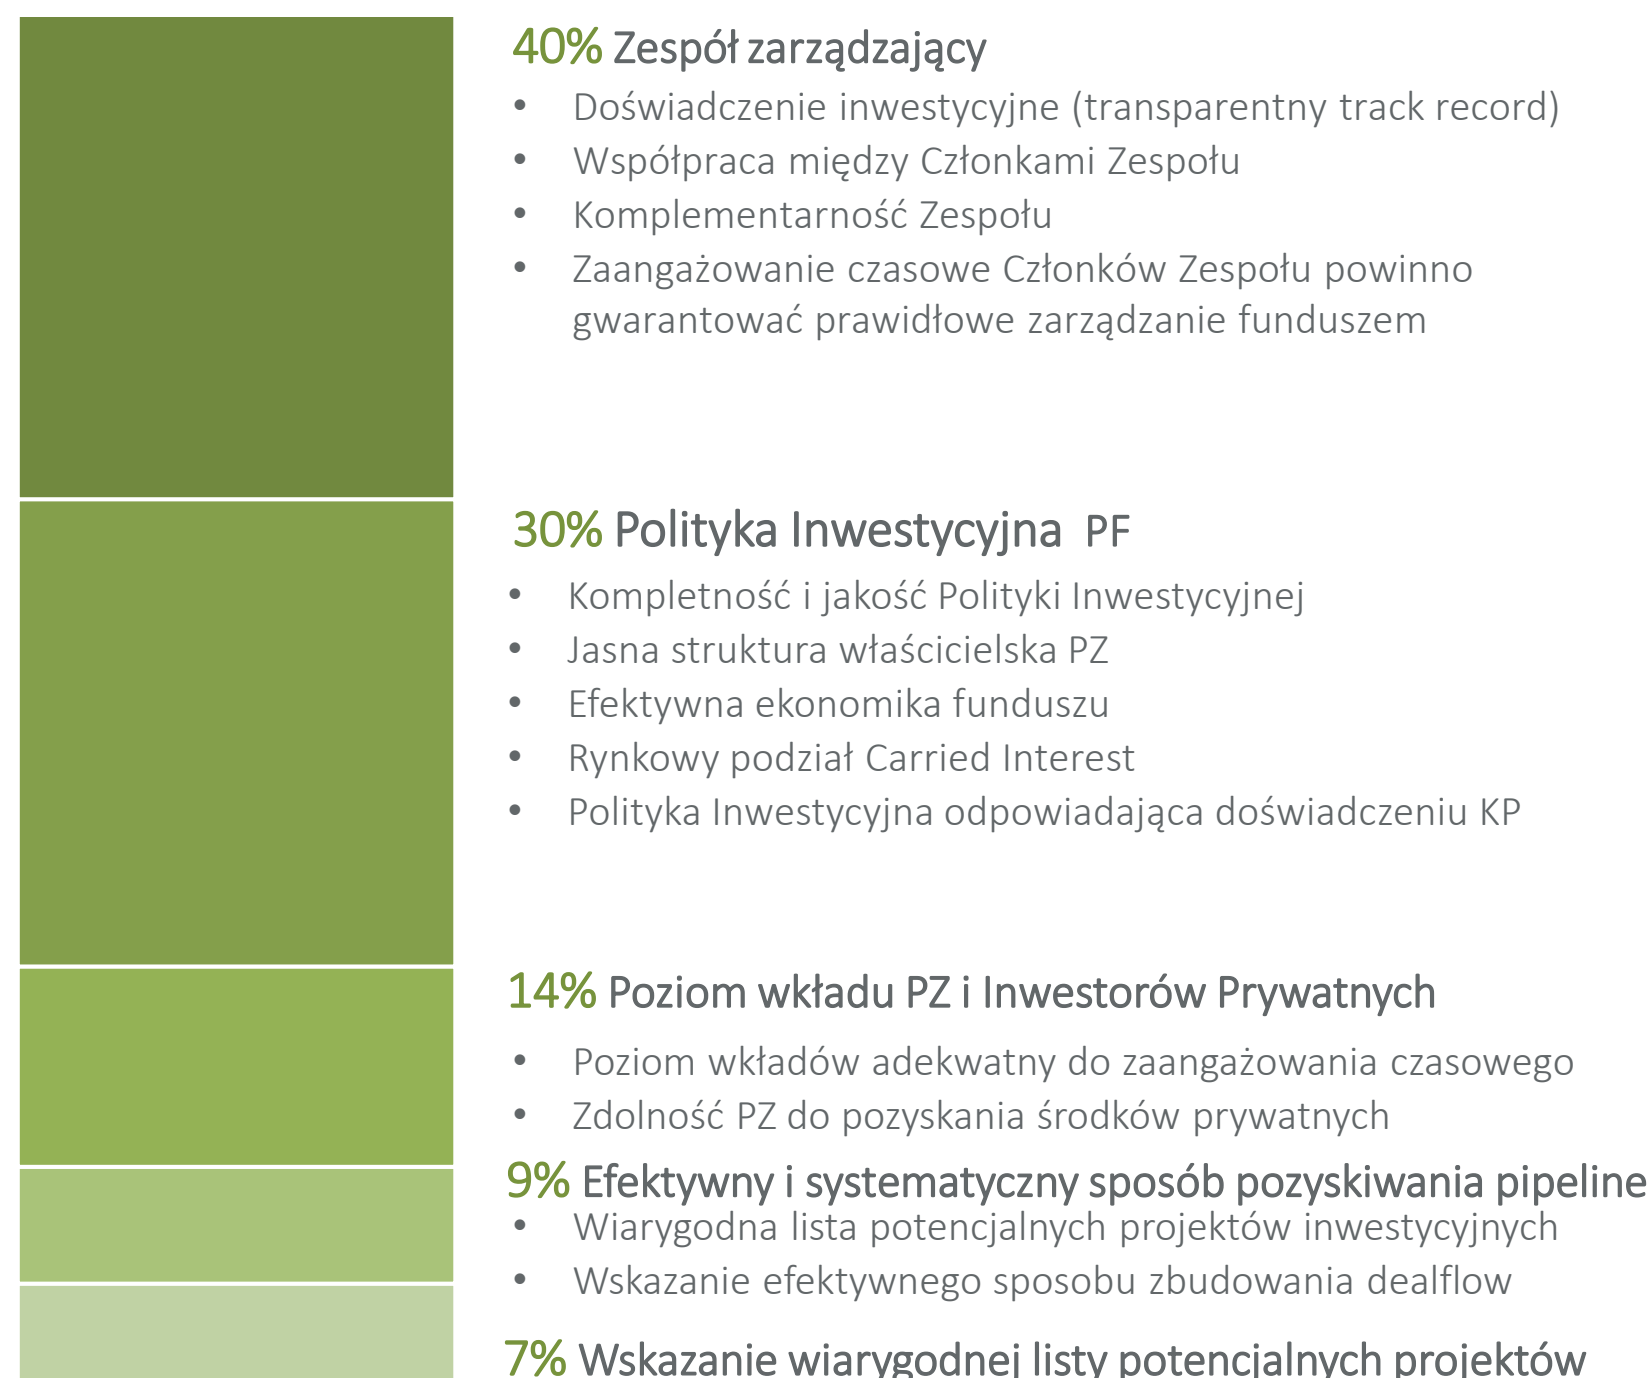 40% Zespół zarządzający
• Doświadczenie inwestycyjne (transparentny track record)
• Współpraca między Członkami Zespołu
• Komplementarność Zespołu
• Zaangażowanie czasowe Członków Zespołu powinno
gwarantować prawidłowe zarządzanie funduszem
30% Polityka Inwestycyjna PF
• Kompletność i jakość Polityki Inwestycyjnej
• Jasna struktura właścicielska PZ
• Efektywna ekonomika funduszu
• Rynkowy podział Carried Interest
• Polityka Inwestycyjna odpowiadająca doświadczeniu KP
14% Poziom wkładu PZ i Inwestorów Prywatnych
• Poziom wkładów adekwatny do zaangażowania czasowego
• Zdolność PZ do pozyskania środków prywatnych
9% Efektywny i systematyczny sposób pozyskiwania pipeline
• Wiarygodna lista potencjalnych projektów inwestycyjnych
• Wskazanie efektywnego sposobu zbudowania dealflow
7% Wskazanie wiarygodnej listy potencjalnych projektów